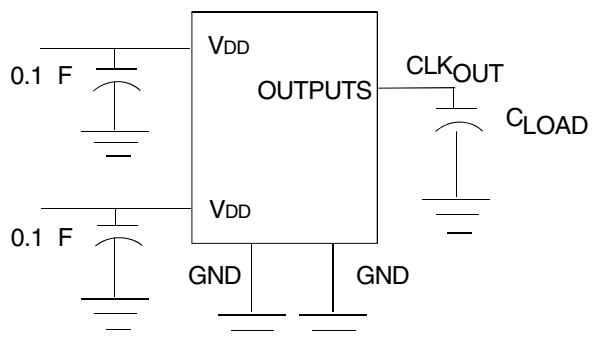 VDD
0.1 F
OUTPUTS
CLKOUT
CLOAD
VDD
0.1 F
GND
GND